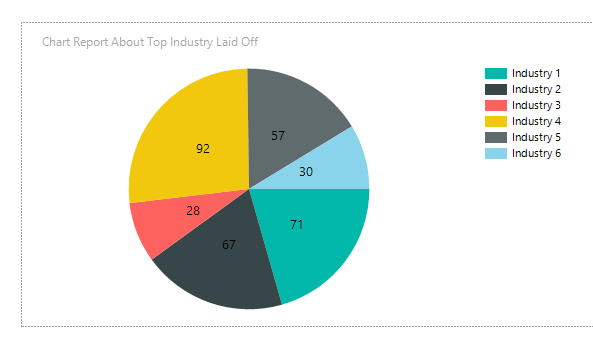 Chart Report About Top Industry Laid Off
Industry 1
Industry 2
Industry 3
Industry 4
Industry 5
Industry 6
57
92
30
28
71
67